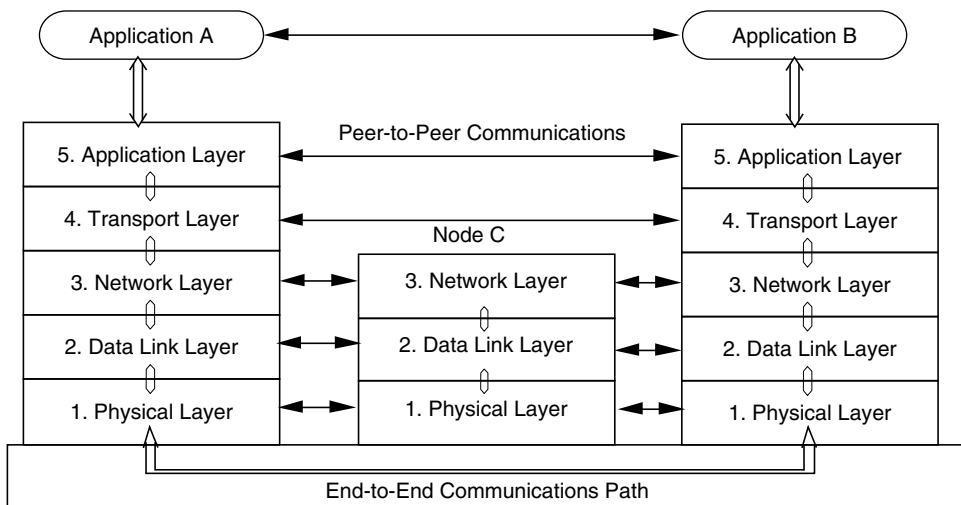 Application A
Application B
Peer-to-Peer Communications
5. Application Layer
5. Application Layer
4. Transport Layer
4. Transport Layer
Node C
3. Network Layer
3. Network Layer
3. Network Layer
2. Data Link Layer
2. Data Link Layer
2. Data Link Layer
1. Physical Layer
1. Physical Layer
1. Physical Layer
End-to-End Communications Path